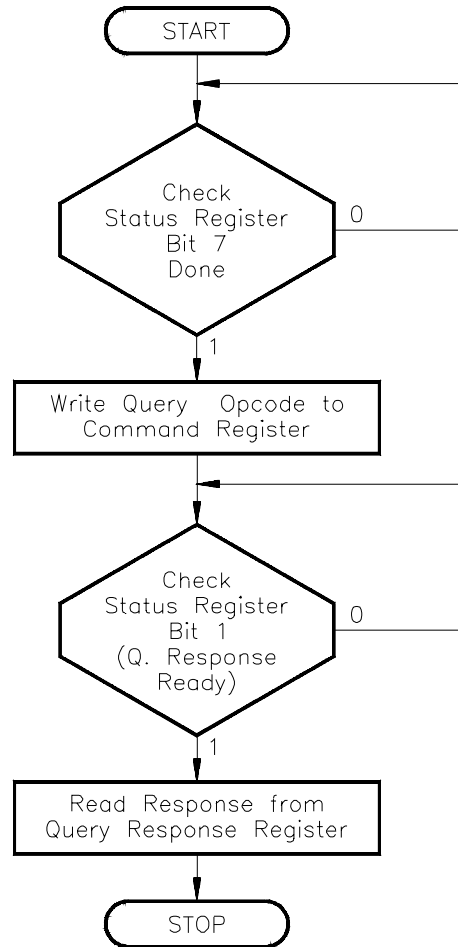 START
Check
Status Register
Bit 7
Done
0
1
Write Query Opcode to
Command Register
Check
Status Register
Bit 1
(Q. Response
Ready)
0
1
Read Response from
Query Response Register
STOP